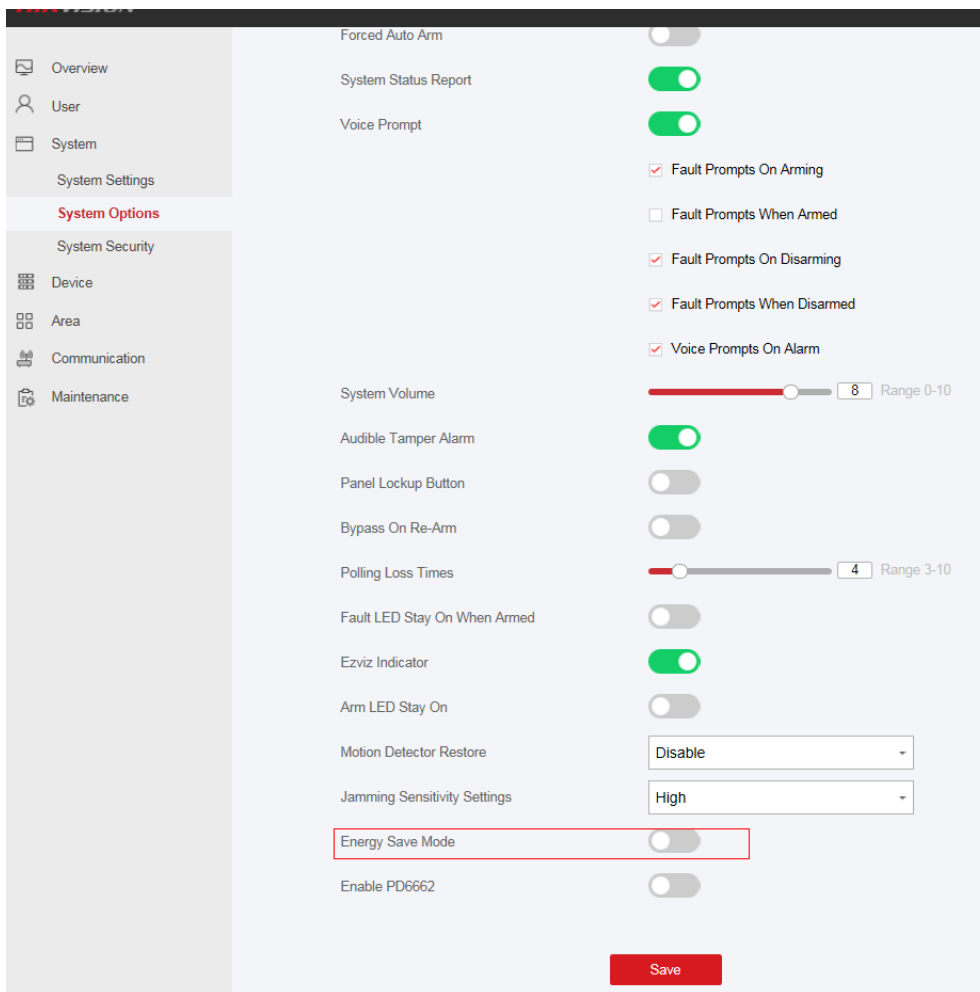 HIKVISION
Overview
User
System
System Settings
System Options
System Security
Device
Area
Communication
Maintenance
Forced Auto Arm
System Status Report
Voice Prompt
Fault Prompts On Arming
Fault Prompts When Armed
Fault Prompts On Disarming
Fault Prompts When Disarmed
Voice Prompts On Alarm
System Volume 8 Range 0-10
Audible Tamper Alarm
Panel Lockup Button
Bypass On Re-Arm
Polling Loss Times 4 Range 3-10
Fault LED Stay On When Armed
Ezviz Indicator
Arm LED Stay On
Motion Detector Restore Disable
Jamming Sensitivity Settings High
Energy Save Mode
Enable PD6662
Save